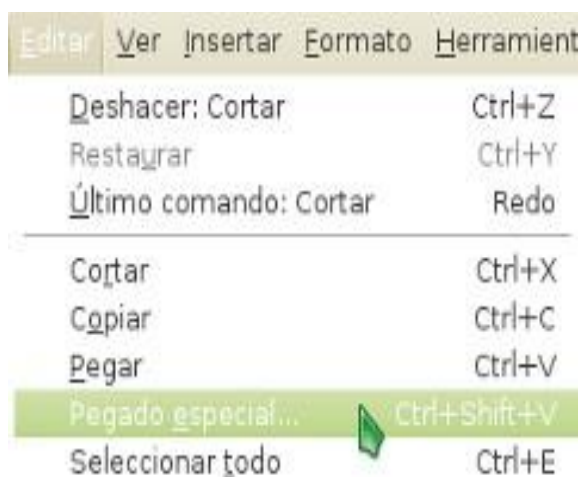 Editar Ver Insertar Formato Herramient
Deshacer: Cortar Ctrl+Z
Restaurar Ctrl+Y
Último comando: Cortar Redo
Cortar Ctrl+X
Copiar Ctrl+C
Pegar Ctrl+V
Pegado especial... Ctrl+Shift+V
Seleccionar todo Ctrl+E